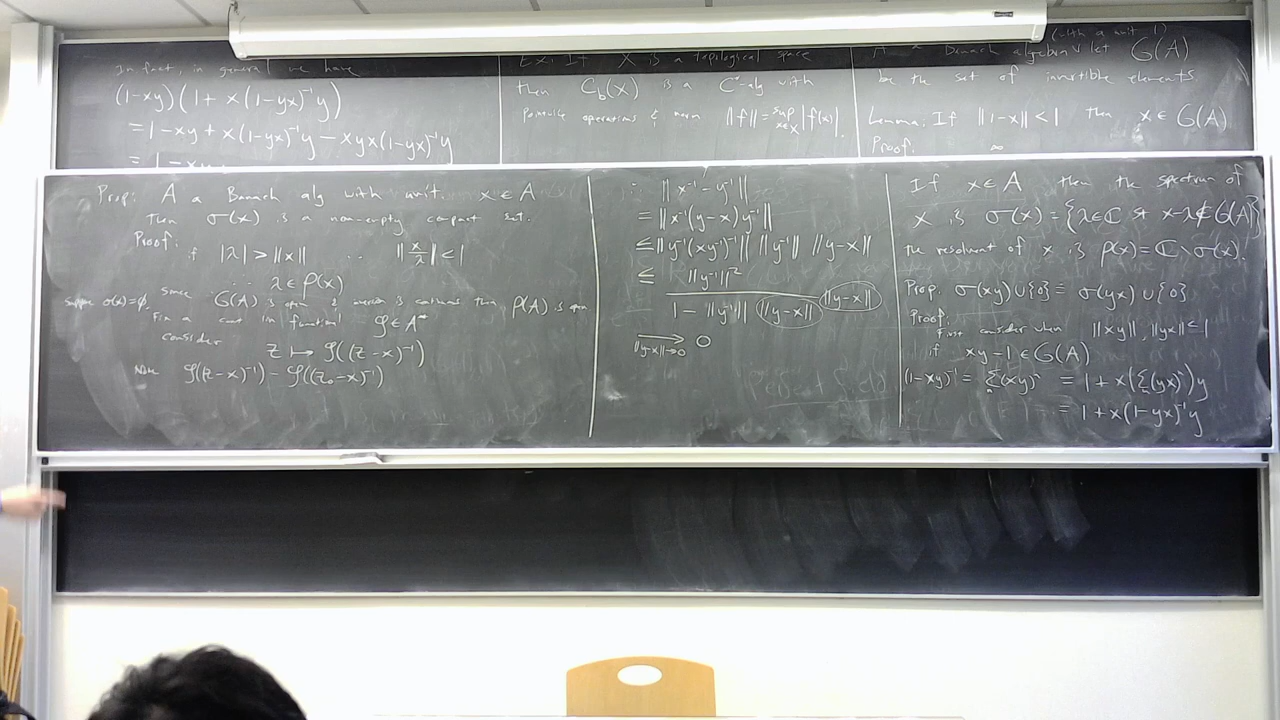 In fact, in general we have
(1-xy)(1 + x(1-yx)⁻¹y)
= 1-xy + x(1-yx)⁻¹y - xyx(1-yx)⁻¹y
= 1-xy
Ex: If X is a topological space
then C_b(X) is a C*-alg with
pointwise operations & norm ||f|| = sup_{x∈X} |f(x)|.
(with a unit 1)
A a Banach algebra ∨ let G(A)
be the set of invertible elements
Lemma: If ||1-x|| < 1 then x ∈ G(A)
Proof: ∞
Prop: A a Banach alg with unit. x ∈ A
then σ(x) is a non-empty compact set.
Proof:
if |λ| > ||x|| ∴ ||x/λ|| < 1
∴ λ ∈ ρ(x)
since G(A) is open & inversion is continuous then ρ(A) is open
Suppose σ(x) = ∅.
Fix a cont lin functional φ ∈ A*
consider
z ↦ φ((z-x)⁻¹)
Now φ((z-x)⁻¹) - φ((z₀-x)⁻¹)
∴ ||x⁻¹ - y⁻¹||
= ||x⁻¹(y-x)y⁻¹||
≤ ||y⁻¹(xy⁻¹)⁻¹|| ||y⁻¹|| ||y-x||
≤ ||y⁻¹||² / (1 - ||y⁻¹|| ||y-x||) ||y-x||
⟶_{||y-x||→0} 0
If x ∈ A then the spectrum of
x is σ(x) = {λ ∈ ℂ st x-λ ∉ G(A)}
the resolvent of x is ρ(x) = ℂ \ σ(x).
Prop. σ(xy) ∪ {0} = σ(yx) ∪ {0}
Proof:
First consider when ||xy||, ||yx|| < 1
if xy - 1 ∈ G(A)
(1-xy)⁻¹ = Σ_n (xy)ⁿ = 1 + x(Σ_n (yx)ⁿ)y
= 1 + x(1-yx)⁻¹y